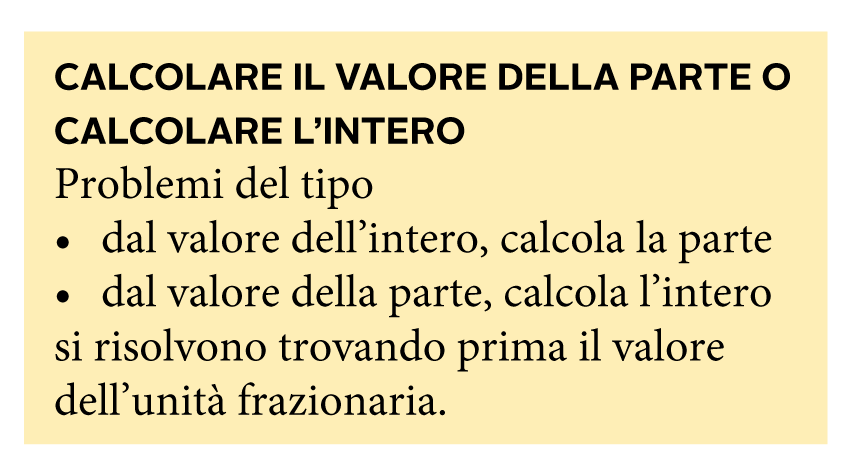 CALCOLARE IL VALORE DELLA PARTE O
CALCOLARE L’INTERO
Problemi del tipo
• dal valore dell’intero, calcola la parte
• dal valore della parte, calcola l’intero
si risolvono trovando prima il valore
dell’unità frazionaria.